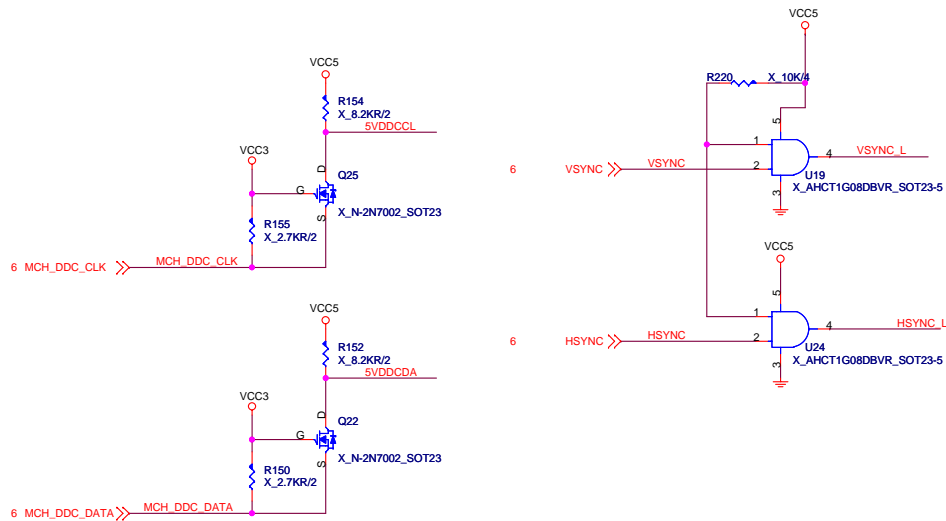 VCC5
R154
X_8.2KR/2
5VDDCCL
VCC3
D
Q25
G
X_N-2N7002_SOT23
S
R155
X_2.7KR/2
6 MCH_DDC_CLK MCH_DDC_CLK
VCC5
R152
X_8.2KR/2
5VDDCDA
VCC3
D
Q22
G
X_N-2N7002_SOT23
S
R150
X_2.7KR/2
6 MCH_DDC_DATA MCH_DDC_DATA
VCC5
R220 X_10K/4
5
1
4 VSYNC_L
6 VSYNC VSYNC 2
U19
X_AHCT1G08DBVR_SOT23-5
3
VCC5
5
1
4 HSYNC_L
6 HSYNC HSYNC 2
U24
X_AHCT1G08DBVR_SOT23-5
3